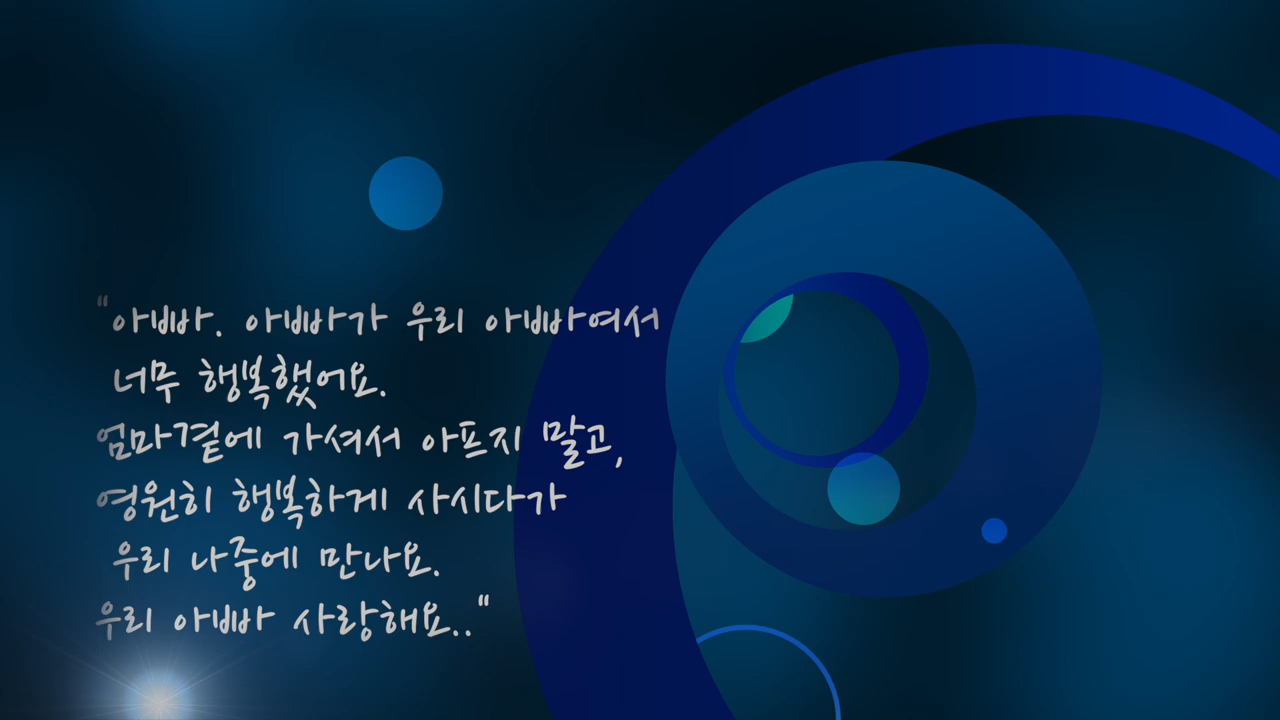 "아빠. 아빠가 우리 아빠여서
너무 행복했어요.
엄마곁에 가셔서 아프지 말고,
영원히 행복하게 사시다가
우리 나중에 만나요.
우리 아빠 사랑해요.."